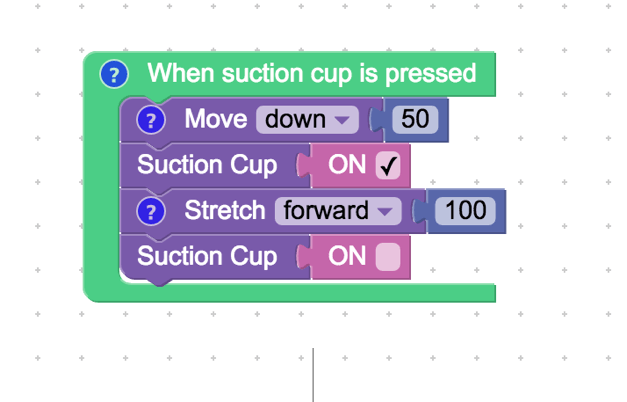 ? When suction cup is pressed
? Move down 50
Suction Cup ON ✓
? Stretch forward 100
Suction Cup ON